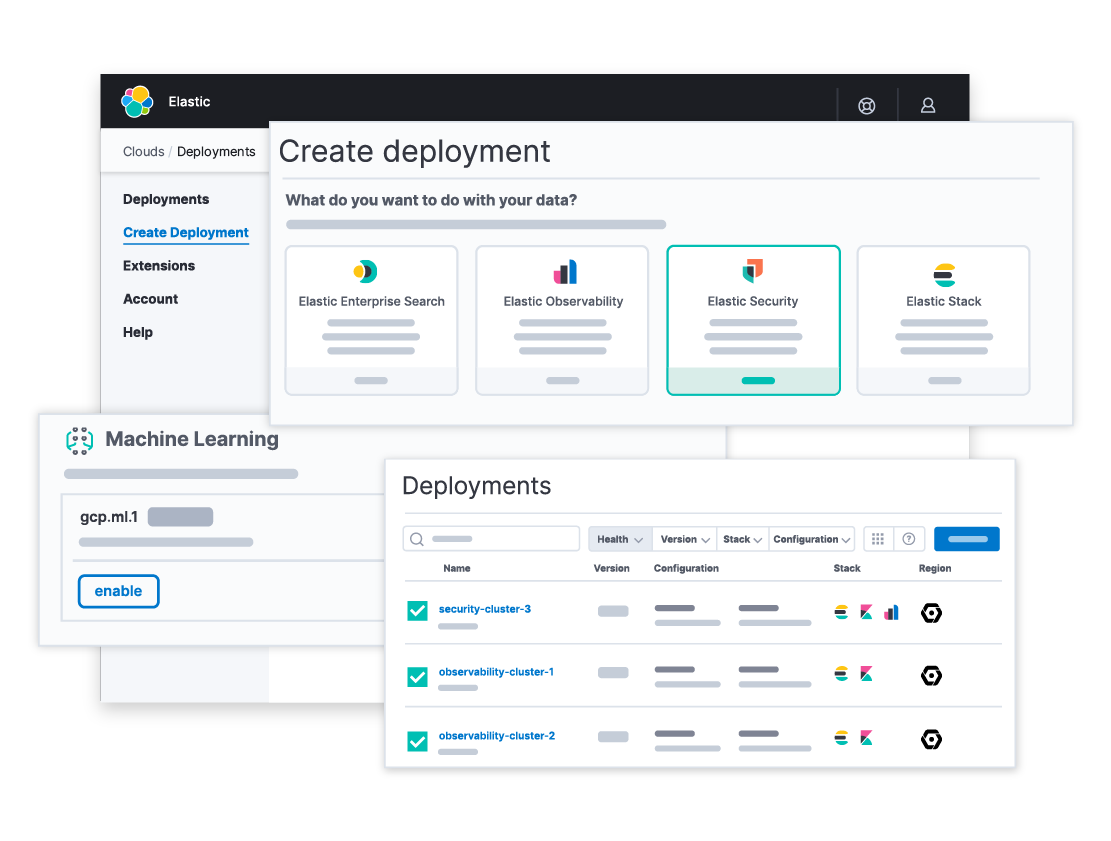 Elastic
Clouds / Deployments
Deployments
Create Deployment
Extensions
Account
Help
Create deployment
What do you want to do with your data?
Elastic Enterprise Search
Elastic Observability
Elastic Security
Elastic Stack
Machine Learning
gcp.ml.1
enable
Deployments
Health Version Stack Configuration
Name Version Configuration Stack Region
security-cluster-3
observability-cluster-1
observability-cluster-2